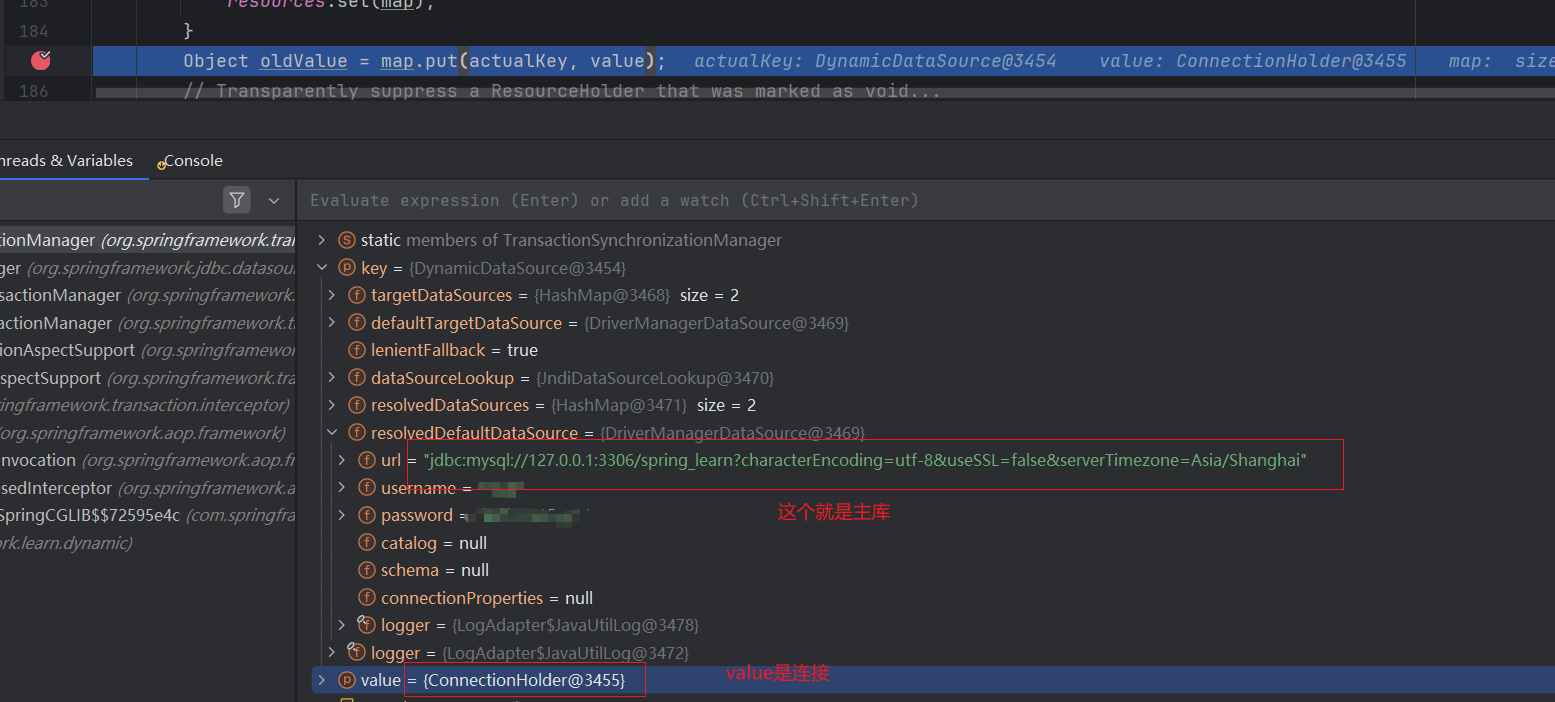 183
resources.set(map);
184
}
Object oldValue = map.put(actualKey, value); actualKey: DynamicDataSource@3454 value: ConnectionHolder@3455 map: size
186
// Transparently suppress a ResourceHolder that was marked as void...
hreads & Variables
Console
Evaluate expression (Enter) or add a watch (Ctrl+Shift+Enter)
tionManager (org.springframework.tran
static members of TransactionSynchronizationManager
ger (org.springframework.jdbc.datasou
key = {DynamicDataSource@3454}
sactionManager (org.springframework.
targetDataSources = {HashMap@3468} size = 2
actionManager (org.springframework.t
defaultTargetDataSource = {DriverManagerDataSource@3469}
ionAspectSupport (org.springframewor
lenientFallback = true
spectSupport (org.springframework.tra
dataSourceLookup = {JndiDataSourceLookup@3470}
ringframework.transaction.interceptor)
resolvedDataSources = {HashMap@3471} size = 2
(org.springframework.aop.framework)
resolvedDefaultDataSource = {DriverManagerDataSource@3469}
nvocation (org.springframework.aop.fr
url = "jdbc:mysql://127.0.0.1:3306/spring_learn?characterEncoding=utf-8&useSSL=false&serverTimezone=Asia/Shanghai"
sedInterceptor (org.springframework.a
username =
SpringCGLIB$$72595e4c (com.springfra
password =
这个就是主库
rk.learn.dynamic)
catalog = null
schema = null
connectionProperties = null
logger = {LogAdapter$JavaUtilLog@3478}
logger = {LogAdapter$JavaUtilLog@3472}
value = {ConnectionHolder@3455}
value是连接